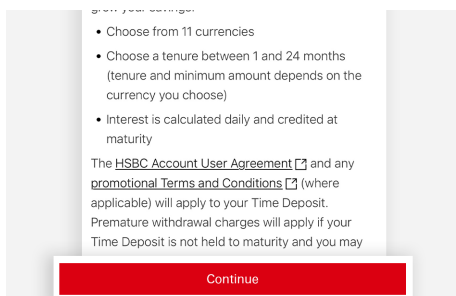 grow your savings.
• Choose from 11 currencies
• Choose a tenure between 1 and 24 months
(tenure and minimum amount depends on the
currency you choose)
• Interest is calculated daily and credited at
maturity
The HSBC Account User Agreement and any
promotional Terms and Conditions (where
applicable) will apply to your Time Deposit.
Premature withdrawal charges will apply if your
Time Deposit is not held to maturity and you may
Continue